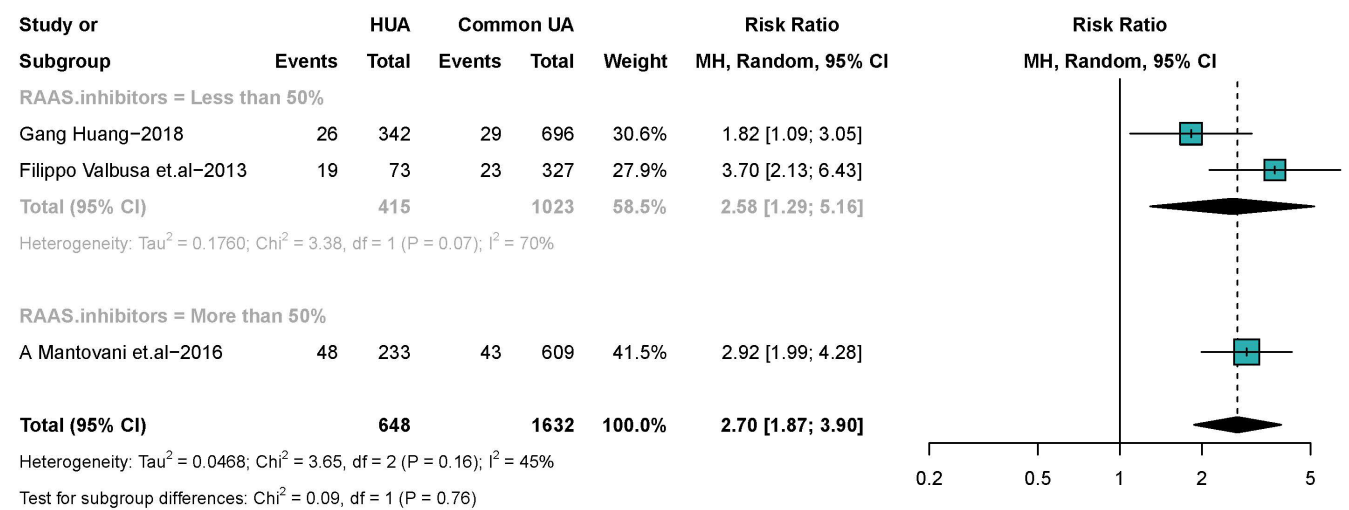 Study or HUA Common UA Risk Ratio Risk Ratio
Subgroup Events Total Events Total Weight MH, Random, 95% CI MH, Random, 95% CI
RAAS.inhibitors = Less than 50%
Gang Huang−2018 26 342 29 696 30.6% 1.82 [1.09; 3.05]
Filippo Valbusa et.al−2013 19 73 23 327 27.9% 3.70 [2.13; 6.43]
Total (95% CI) 415 1023 58.5% 2.58 [1.29; 5.16]
Heterogeneity: Tau² = 0.1760; Chi² = 3.38, df = 1 (P = 0.07); I² = 70%
RAAS.inhibitors = More than 50%
A Mantovani et.al−2016 48 233 43 609 41.5% 2.92 [1.99; 4.28]
Total (95% CI) 648 1632 100.0% 2.70 [1.87; 3.90]
Heterogeneity: Tau² = 0.0468; Chi² = 3.65, df = 2 (P = 0.16); I² = 45%
Test for subgroup differences: Chi² = 0.09, df = 1 (P = 0.76)
0.2 0.5 1 2 5